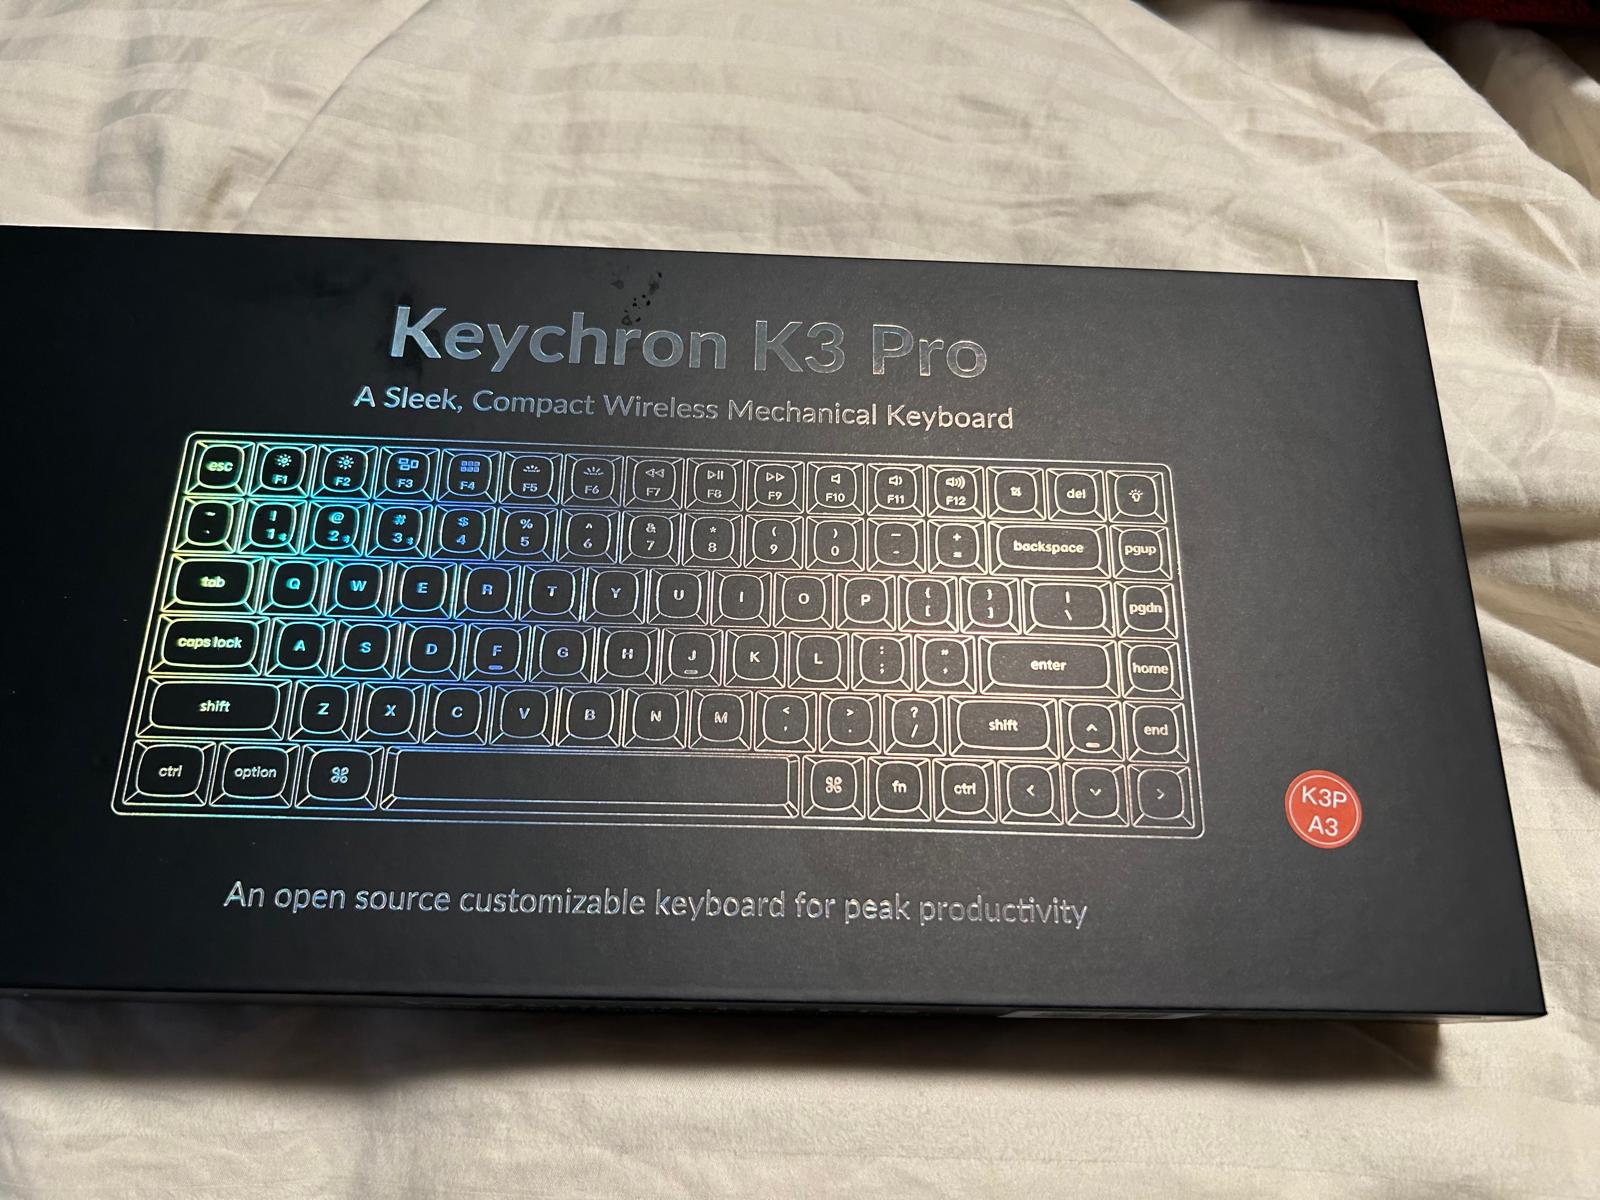 Keychron K3 Pro
A Sleek, Compact Wireless Mechanical Keyboard
esc F1 F2 F3 F4 F5 F6 F7 F8 F9 F10 F11 F12 del
~ ` ! 1 @ 2 # 3 $ 4 % 5 ^ 6 & 7 * 8 ( 9 ) 0 _ - + = backspace pgup
tab Q W E R T Y U I O P { [ } ] | \ pgdn
caps lock A S D F G H J K L : ; " ' enter home
shift Z X C V B N M < , > . ? / shift end
ctrl option ⌘ ⌘ fn ctrl
K3P
A3
An open source customizable keyboard for peak productivity